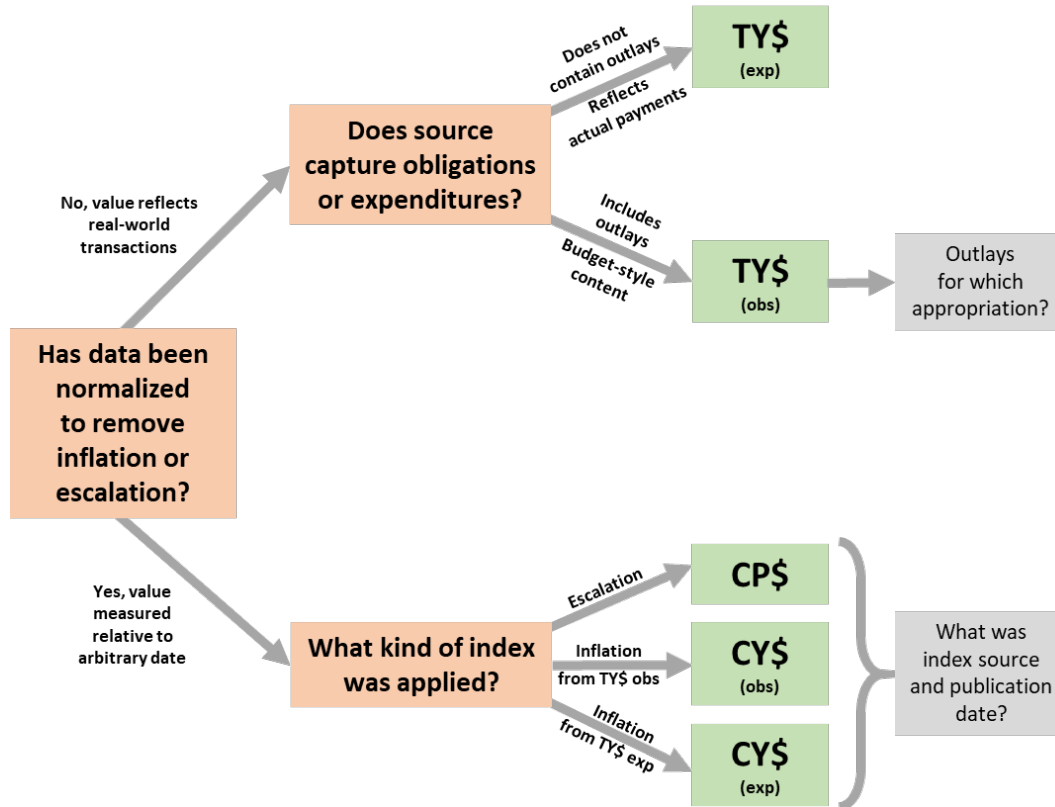 Has data been
normalized
to remove
inflation or
escalation?
No, value reflects
real-world
transactions
Does source
capture obligations
or expenditures?
Does not
contain outlays
Reflects
actual payments
TY$
(exp)
Includes
outlays
Budget-style
content
TY$
(obs)
Outlays
for which
appropriation?
Yes, value
measured
relative to
arbitrary date
What kind of index
was applied?
Escalation
CP$
Inflation
from TY$ obs
CY$
(obs)
Inflation
from TY$ exp
CY$
(exp)
What was
index source
and publication
date?